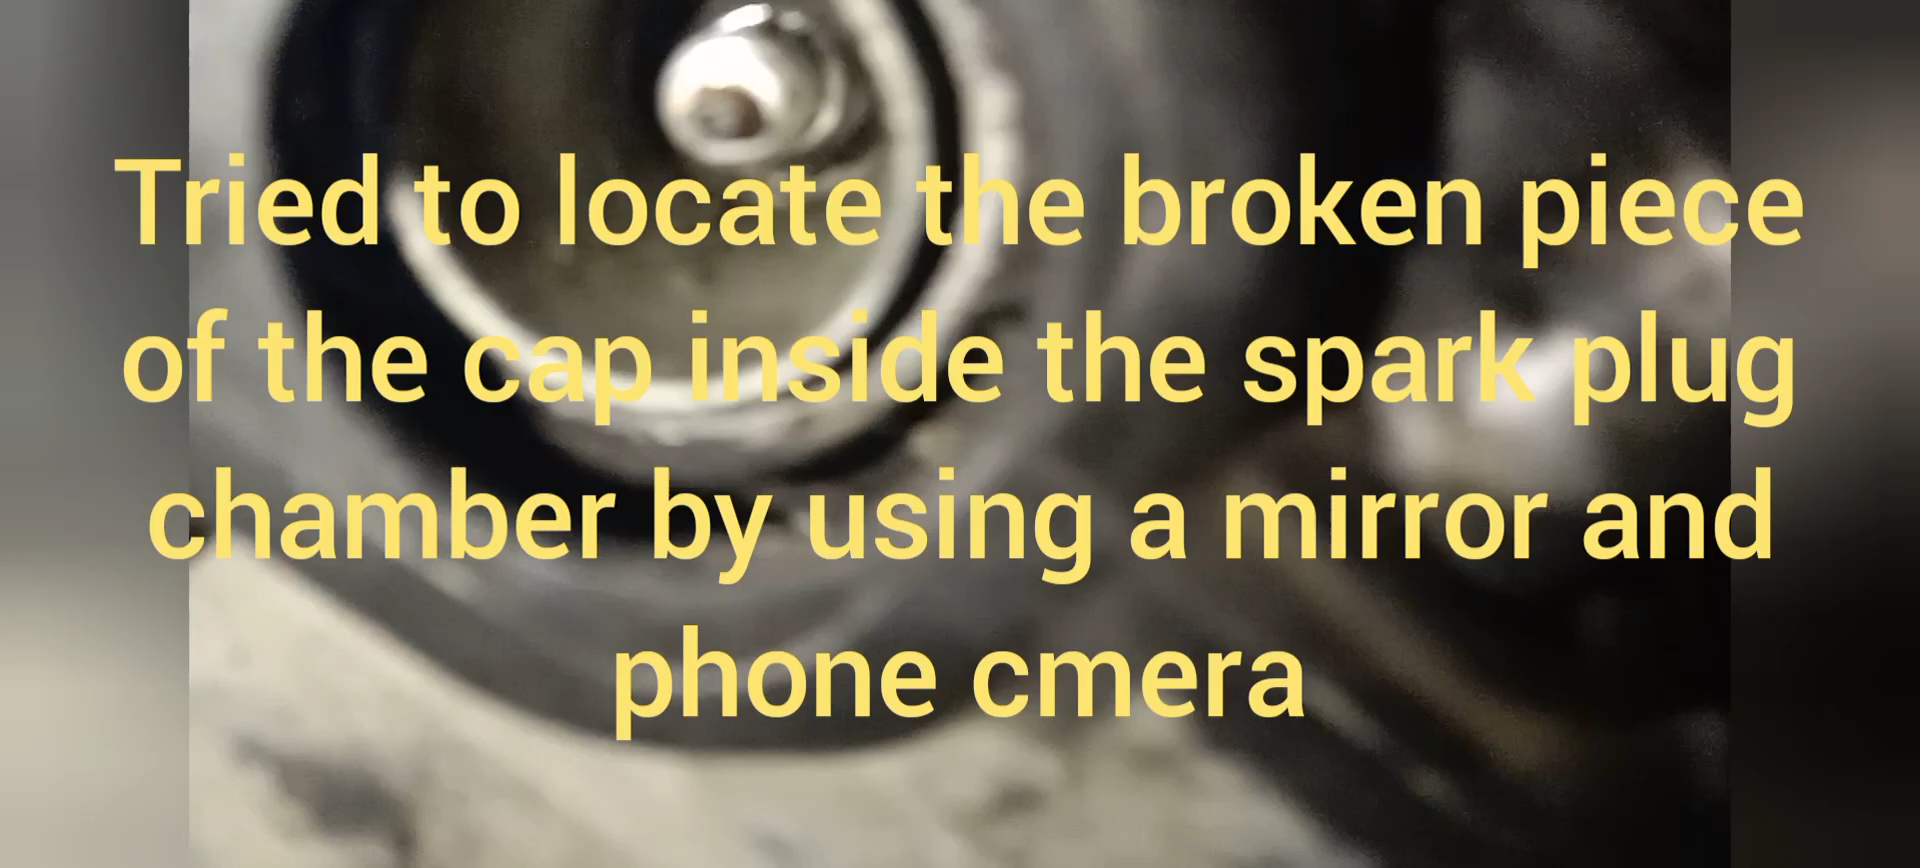 Tried to locate the broken piece
of the cap inside the spark plug
chamber by using a mirror and
phone cmera